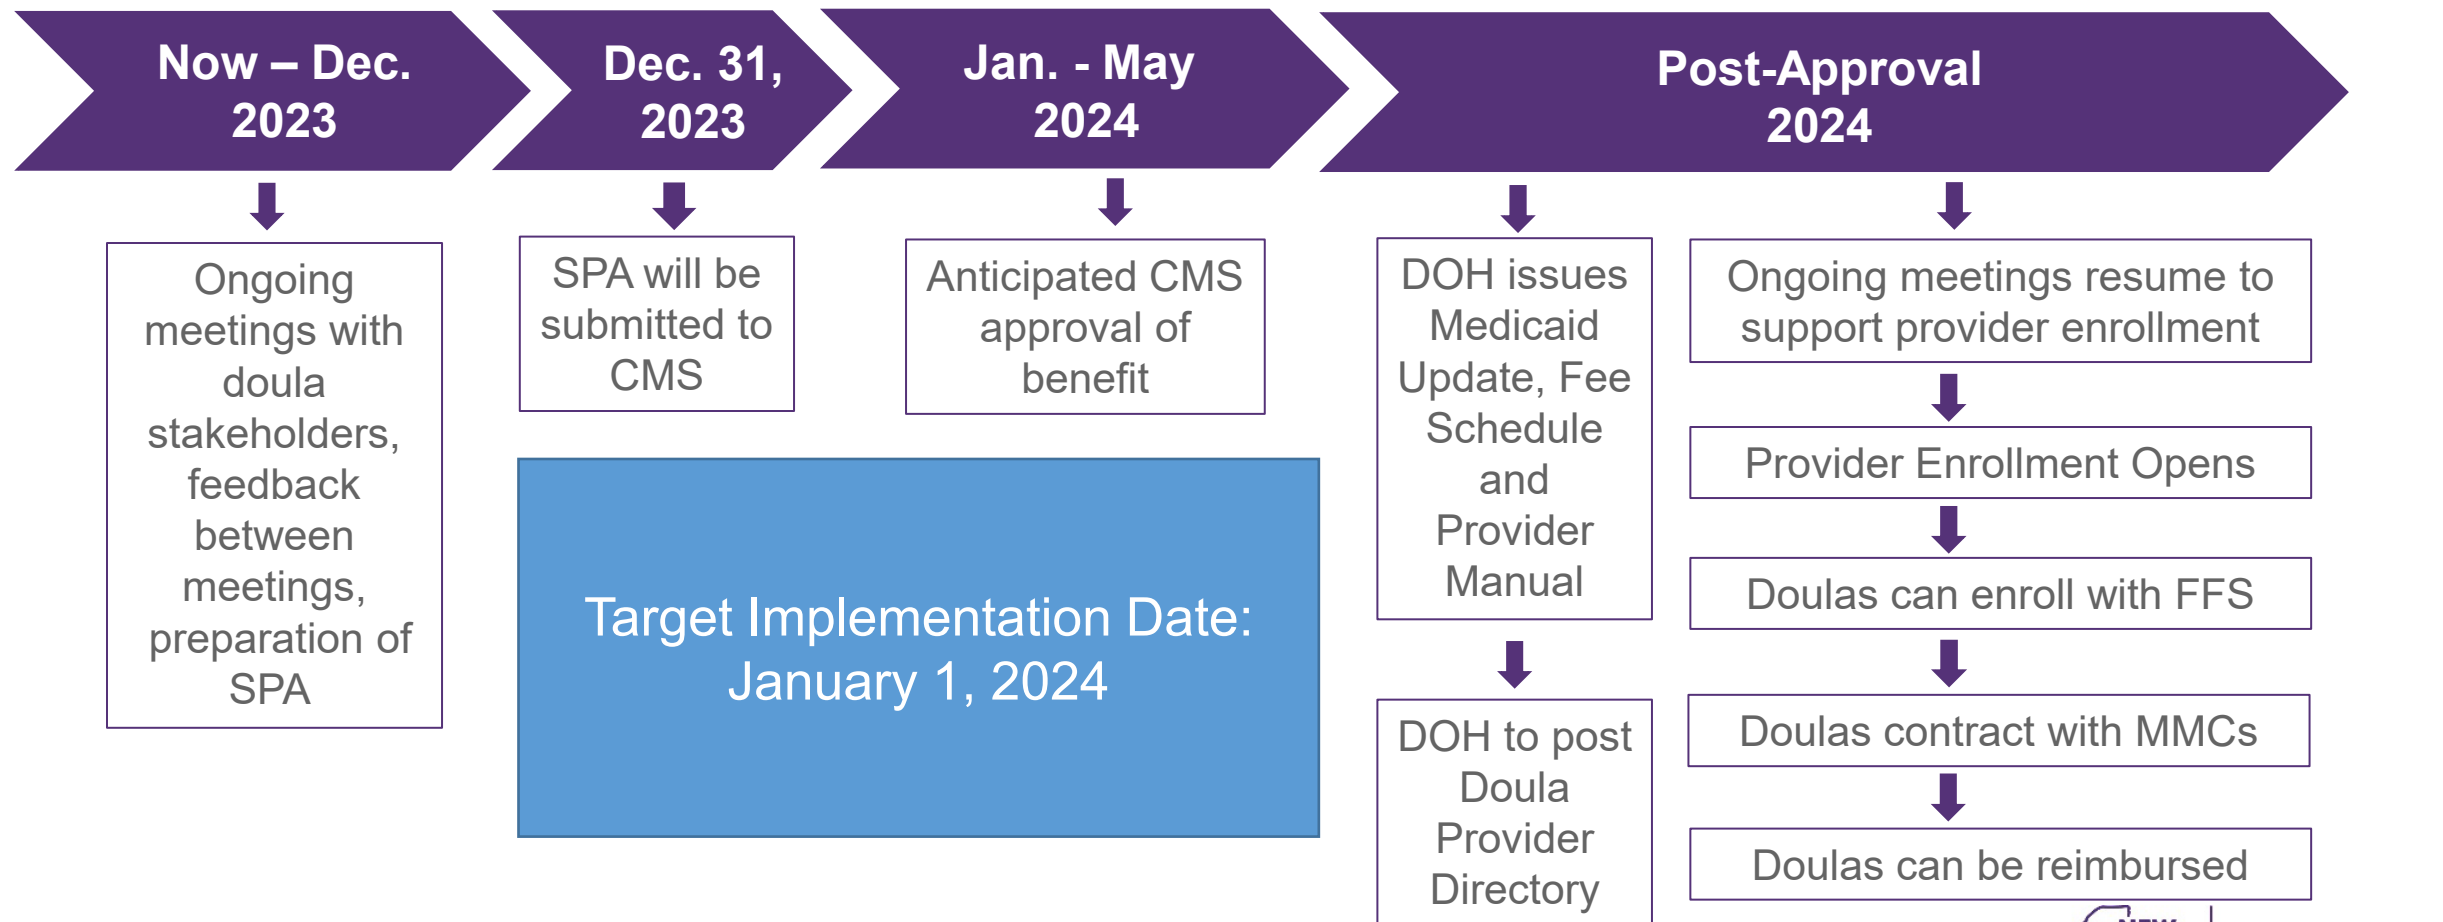 Now – Dec.
2023
Dec. 31,
2023
Jan. - May
2024
Post-Approval
2024
Ongoing
meetings with
doula
stakeholders,
feedback
between
meetings,
preparation of
SPA
SPA will be
submitted to
CMS
Anticipated CMS
approval of
benefit
Target Implementation Date:
January 1, 2024
DOH issues
Medicaid
Update, Fee
Schedule
and
Provider
Manual
DOH to post
Doula
Provider
Directory
Ongoing meetings resume to
support provider enrollment
Provider Enrollment Opens
Doulas can enroll with FFS
Doulas contract with MMCs
Doulas can be reimbursed